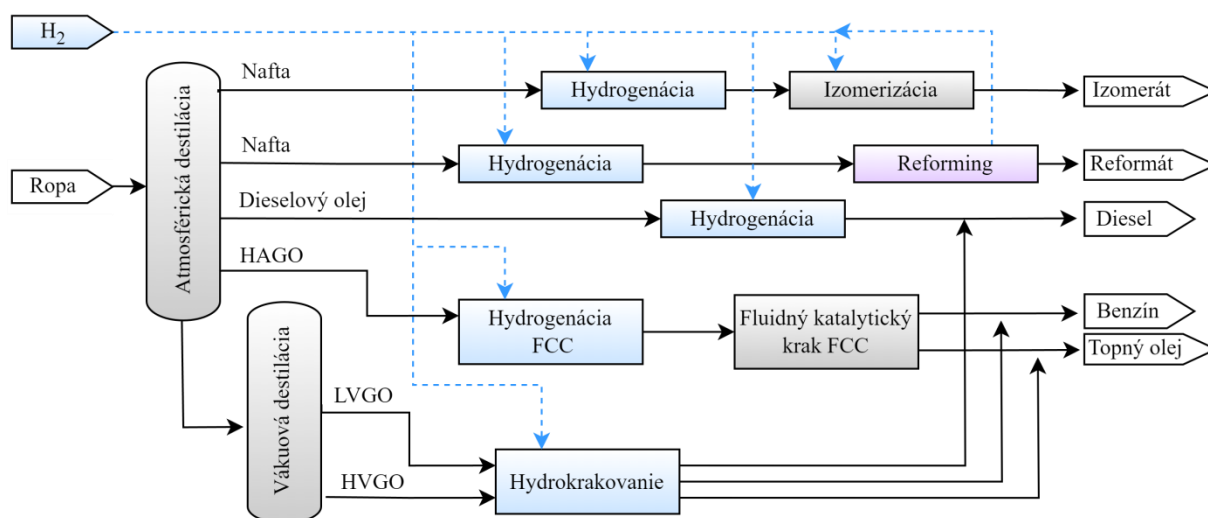 H2
Nafta
Hydrogenácia
Izomerizácia
Izomerát
Nafta
Hydrogenácia
Reforming
Reformát
Ropa
Atmosférická destilácia
Dieselový olej
Hydrogenácia
Diesel
HAGO
Hydrogenácia
FCC
Fluidný katalytický
krak FCC
Benzín
Topný olej
Vákuová destilácia
LVGO
HVGO
Hydrokrakovanie